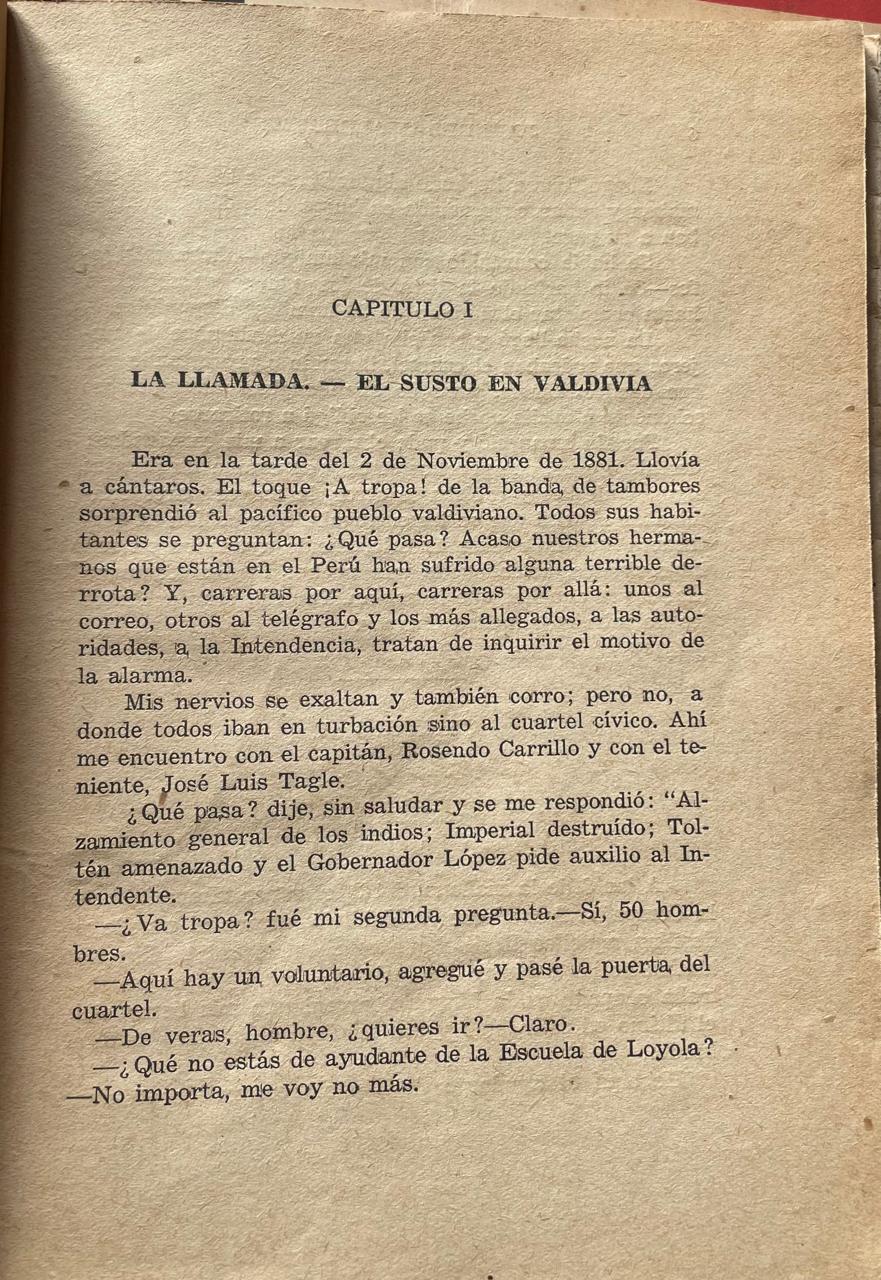 CAPITULO I
LA LLAMADA. — EL SUSTO EN VALDIVIA
Era en la tarde del 2 de Noviembre de 1881. Llovía
a cántaros. El toque ¡A tropa! de la banda de tambores
sorprendió al pacífico pueblo valdiviano. Todos sus habi-
tantes se preguntan: ¿Qué pasa? Acaso nuestros herma-
nos que están en el Perú han sufrido alguna terrible de-
rrota? Y, carreras por aquí, carreras por allá: unos al
correo, otros al telégrafo y los más allegados, a las auto-
ridades, a la Intendencia, tratan de inquirir el motivo de
la alarma.
Mis nervios se exaltan y también corro; pero no, a
donde todos iban en turbación sino al cuartel cívico. Ahí
me encuentro con el capitán, Rosendo Carrillo y con el te-
niente, José Luis Tagle.
¿Qué pasa? dije, sin saludar y se me respondió: "Al-
zamiento general de los indios; Imperial destruído; Tol-
tén amenazado y el Gobernador López pide auxilio al In-
tendente.
—¿Va tropa? fué mi segunda pregunta.—Sí, 50 hom-
bres.
—Aquí hay un voluntario, agregué y pasé la puerta del
cuartel.
—De veras, hombre, ¿quieres ir?—Claro.
—¿Qué no estás de ayudante de la Escuela de Loyola?
—No importa, me voy no más.